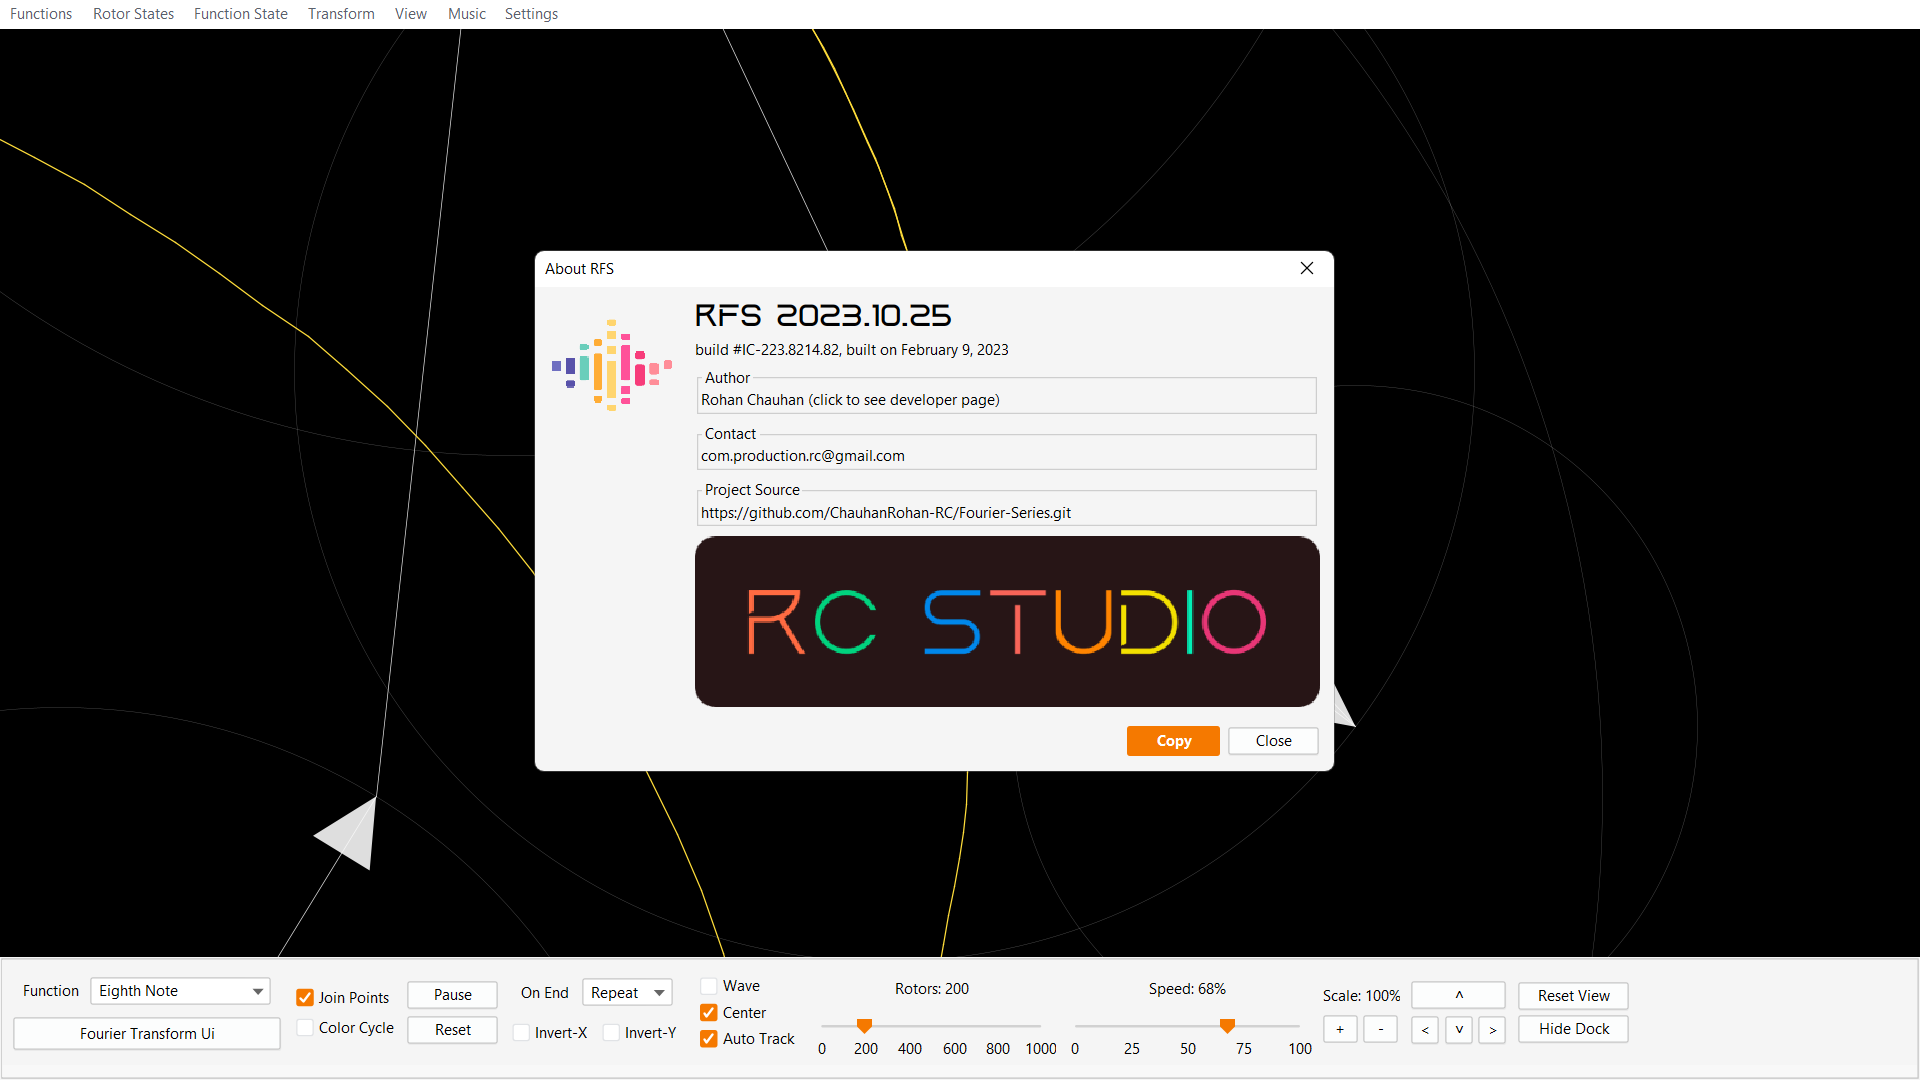 Functions Rotor States Function State Transform View Music Settings
About RFS
RFS 2023.10.25
build #IC-223.8214.82, built on February 9, 2023
Author
Rohan Chauhan (click to see developer page)
Contact
com.production.rc@gmail.com
Project Source
https://github.com/ChauhanRohan-RC/Fourier-Series.git
RC STUDIO
Copy Close
Function Eighth Note
Fourier Transform Ui
Join Points
Color Cycle
Pause
Reset
On End Repeat
Invert-X Invert-Y
Wave
Center
Auto Track
Rotors: 200
0 200 400 600 800 1000
Speed: 68%
0 25 50 75 100
Scale: 100% ^
+ - < v >
Reset View
Hide Dock